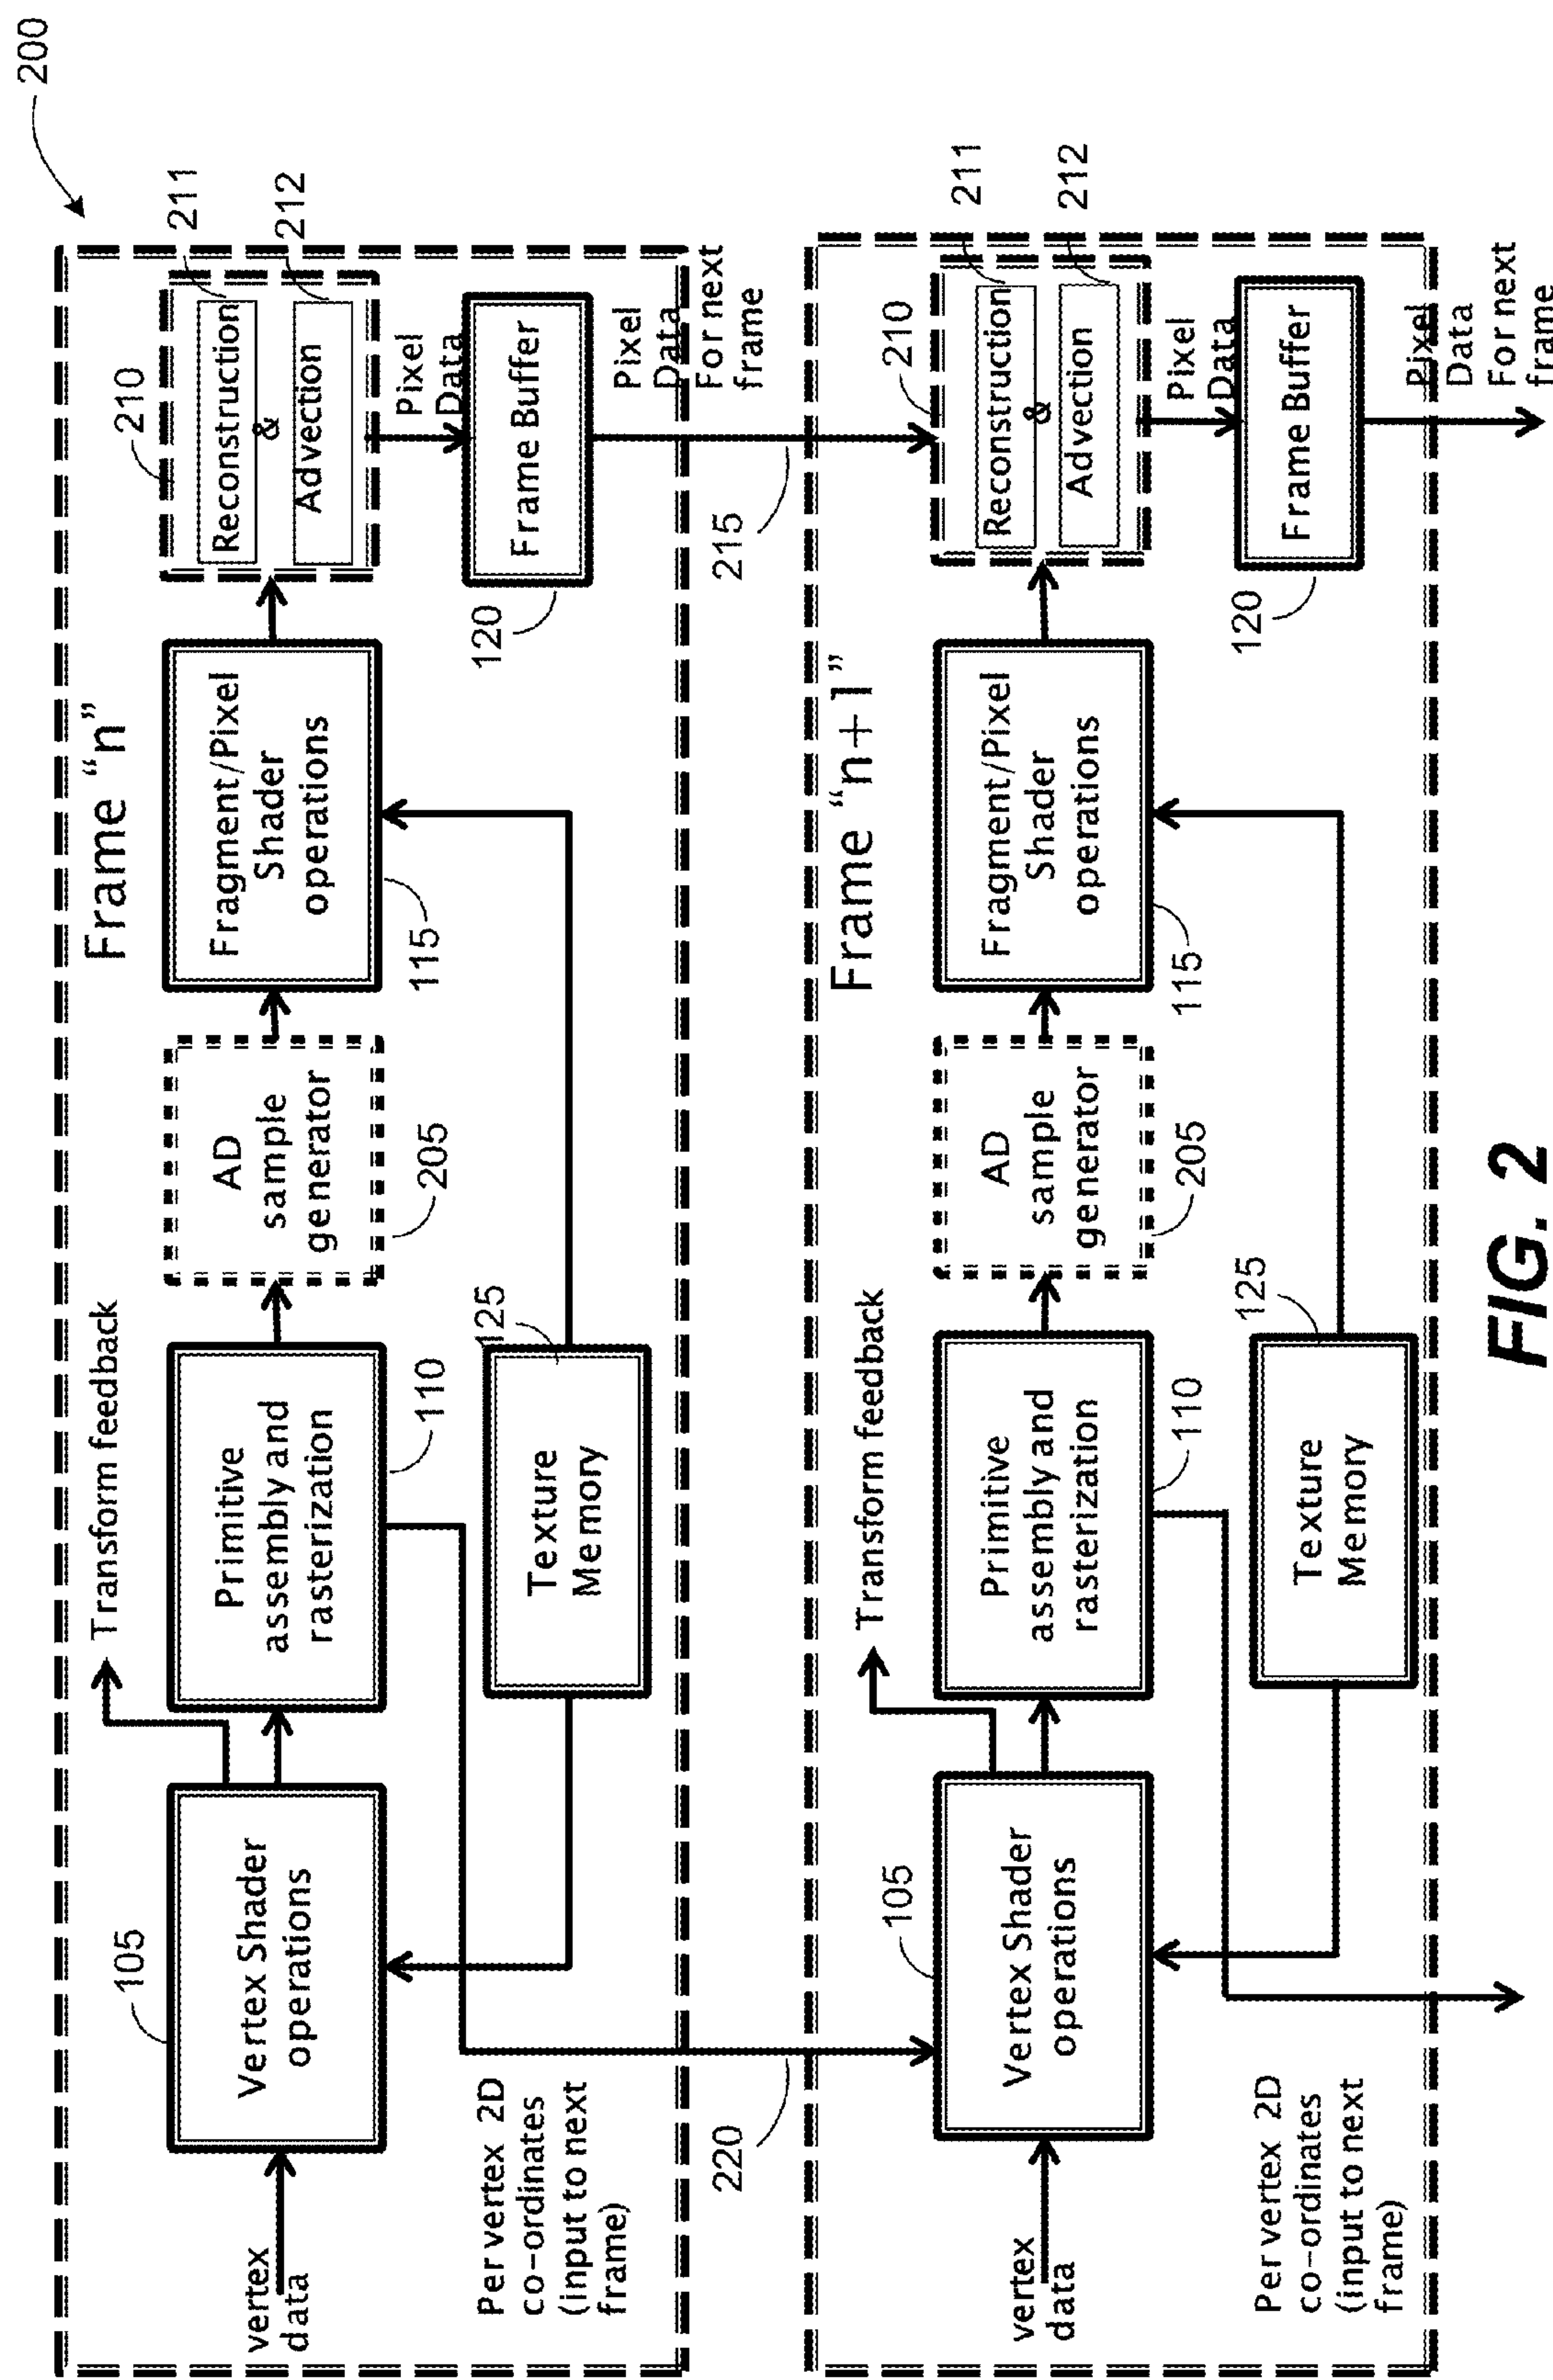 200
Frame “n”
Transform feedback
105
vertex
data
Vertex Shader
operations
Primitive
assembly and
rasterization
110
AD
sample
generator
205
Fragment/Pixel
Shader
operations
115
210
Reconstruction
&
Advection
211
212
Pixel
Data
Frame Buffer
120
Texture
Memory
125
Per vertex 2D
co-ordinates
(input to next
frame)
Pixel
Data
For next
frame
220
215
Frame “n+1”
Transform feedback
105
vertex
data
Vertex Shader
operations
Primitive
assembly and
rasterization
110
AD
sample
generator
205
Fragment/Pixel
Shader
operations
115
210
Reconstruction
&
Advection
211
212
Pixel
Data
Frame Buffer
120
Texture
Memory
125
Per vertex 2D
co-ordinates
(input to next
frame)
Pixel
Data
For next
frame
FIG. 2